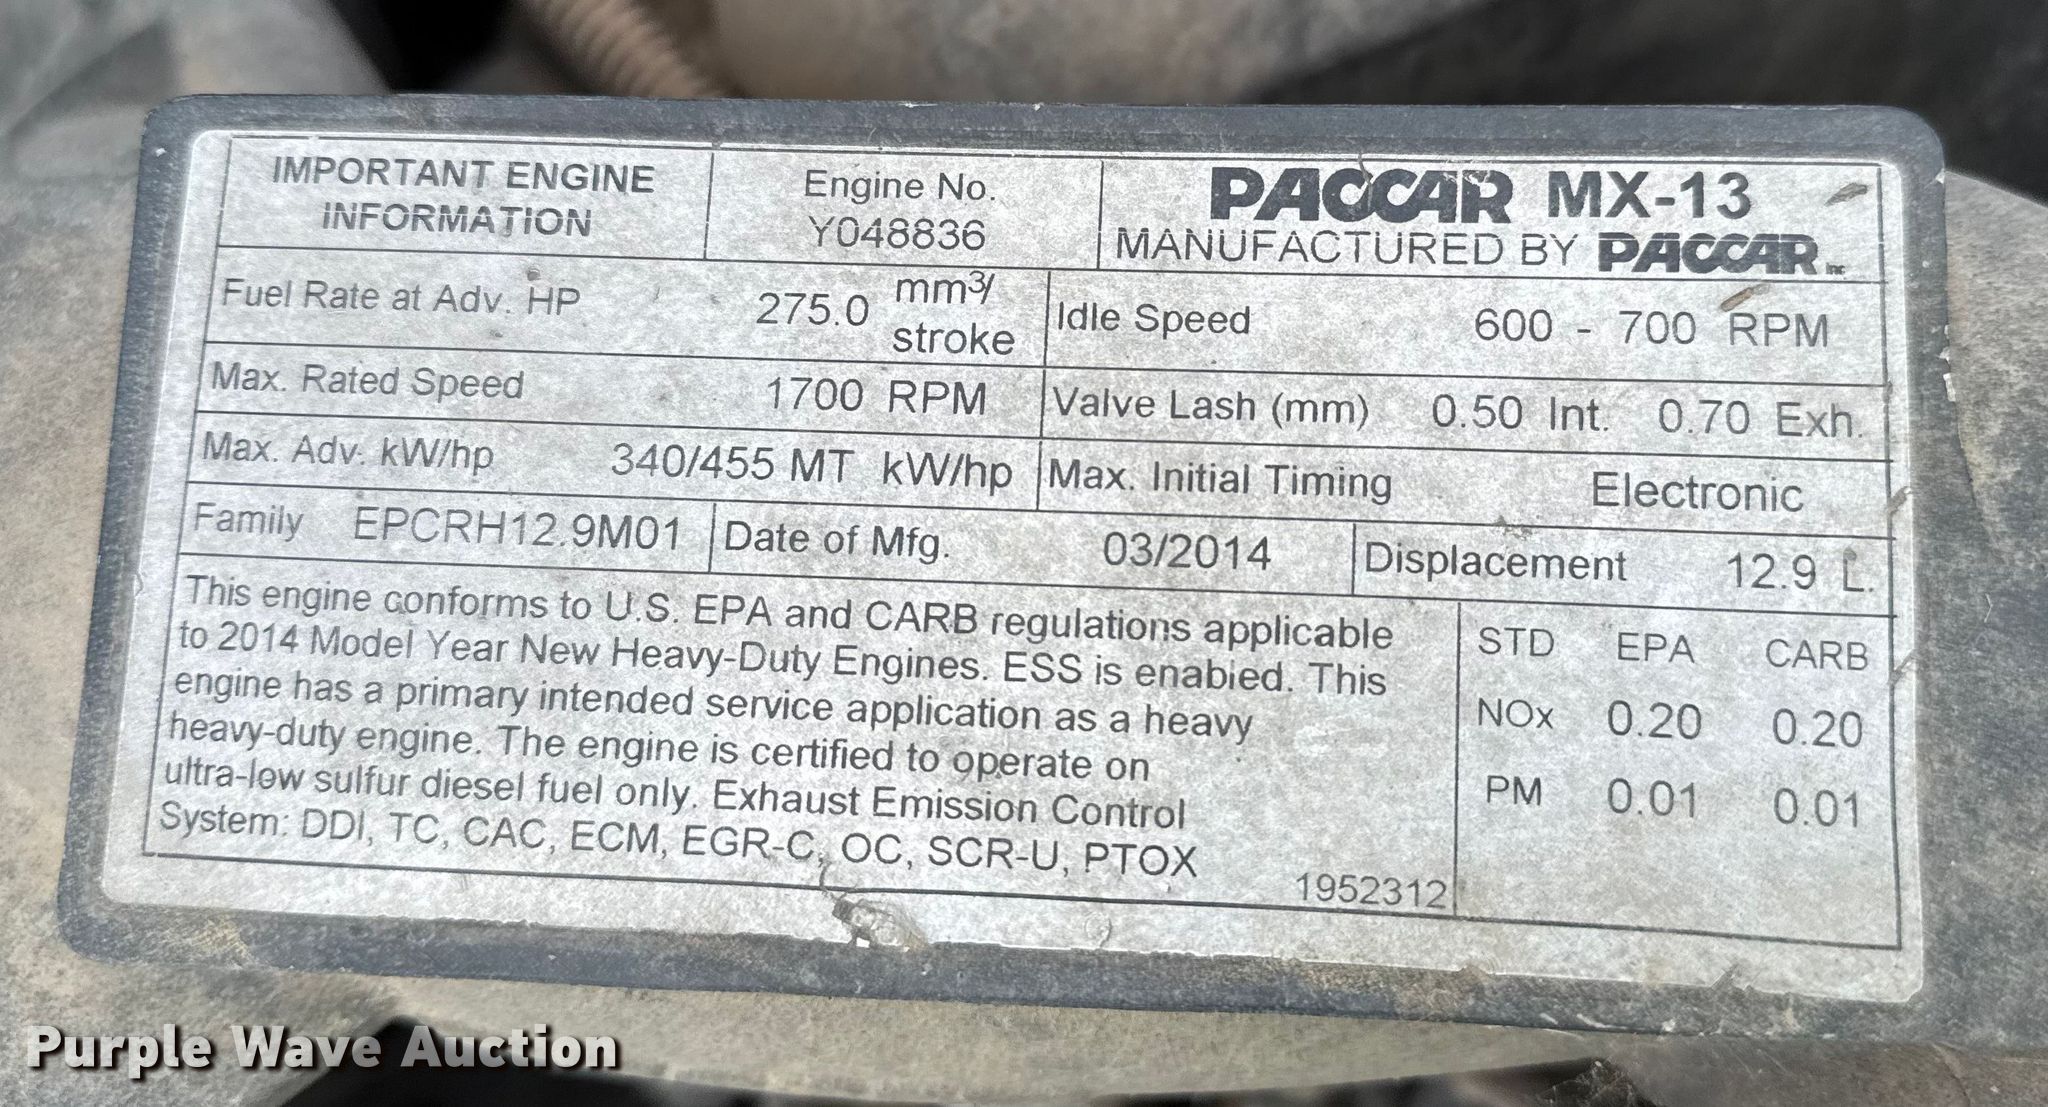 IMPORTANT ENGINE
INFORMATION
Engine No.
Y048836
PACCAR MX-13
MANUFACTURED BY PACCAR Inc
Fuel Rate at Adv. HP 275.0 mm³/
stroke
Idle Speed 600 - 700 RPM
Max. Rated Speed 1700 RPM
Valve Lash (mm) 0.50 Int. 0.70 Exh.
Max. Adv. kW/hp 340/455 MT kW/hp
Max. Initial Timing Electronic
Family EPCRH12.9M01
Date of Mfg. 03/2014
Displacement 12.9 L.
This engine conforms to U.S. EPA and CARB regulations applicable
to 2014 Model Year New Heavy-Duty Engines. ESS is enabled. This
engine has a primary intended service application as a heavy
heavy-duty engine. The engine is certified to operate on
ultra-low sulfur diesel fuel only. Exhaust Emission Control
System: DDI, TC, CAC, ECM, EGR-C, OC, SCR-U, PTOX
1952312
STD EPA CARB
NOx 0.20 0.20
PM 0.01 0.01
Purple Wave Auction